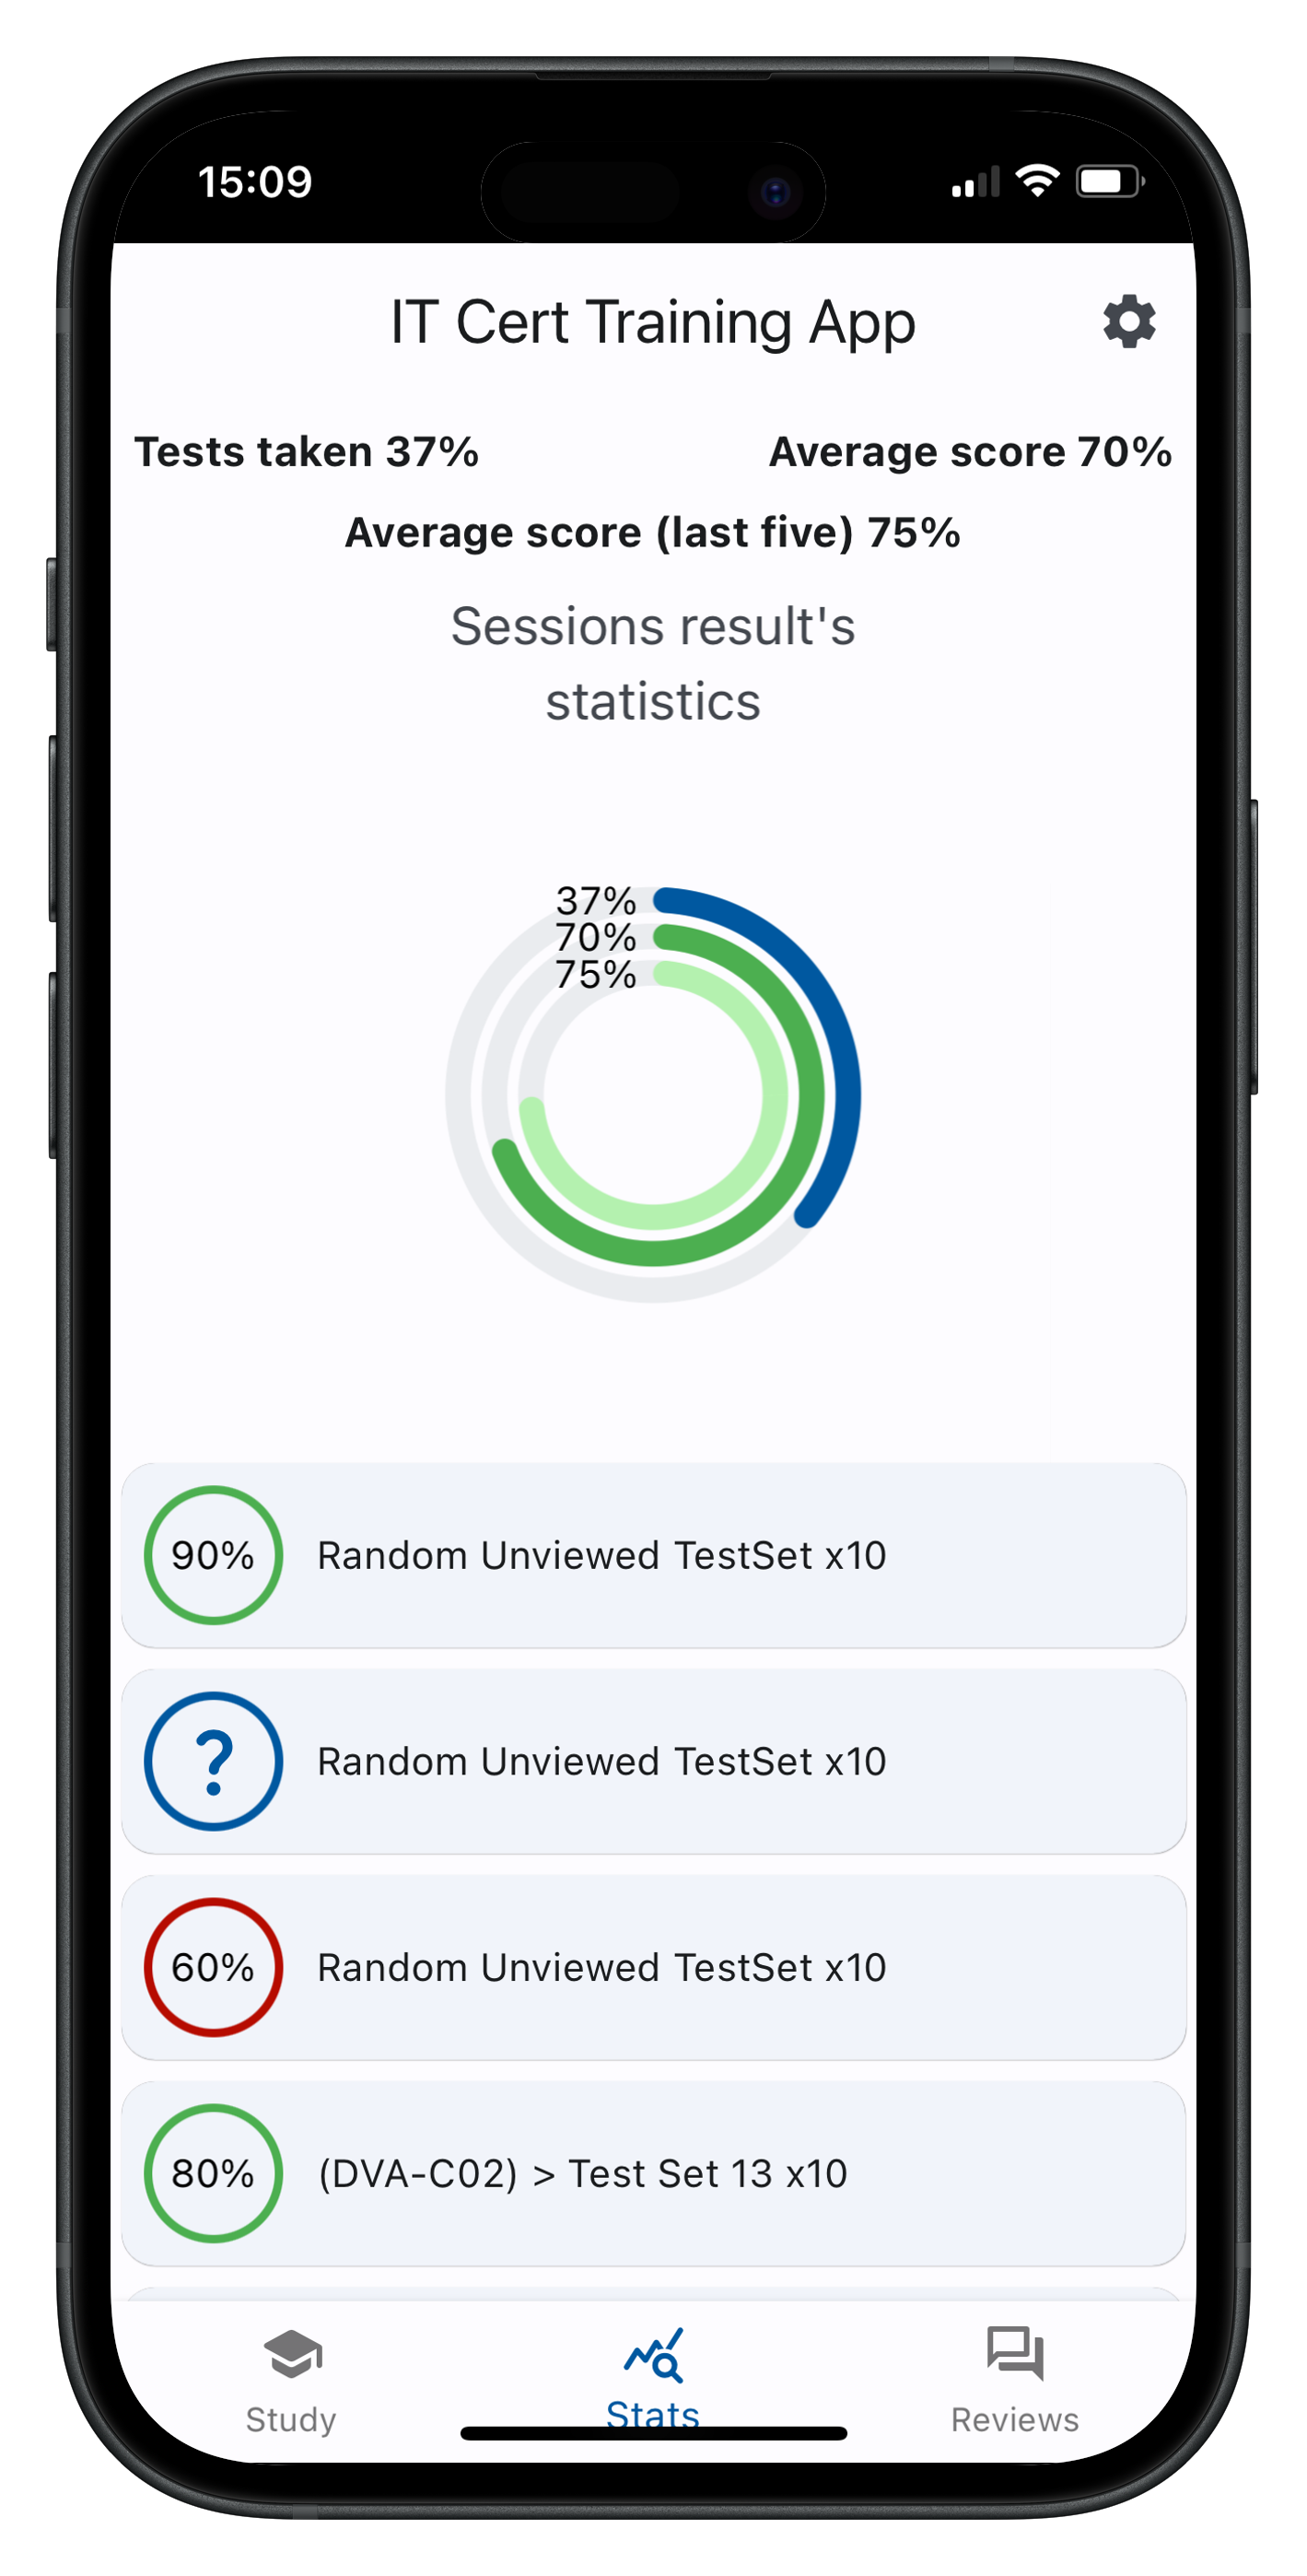 15:09
IT Cert Training App
Tests taken 37%
Average score 70%
Average score (last five) 75%
Sessions result's
statistics
37%
70%
75%
90%
Random Unviewed TestSet x10
?
Random Unviewed TestSet x10
60%
Random Unviewed TestSet x10
80%
(DVA-C02) > Test Set 13 x10
Study
Stats
Reviews